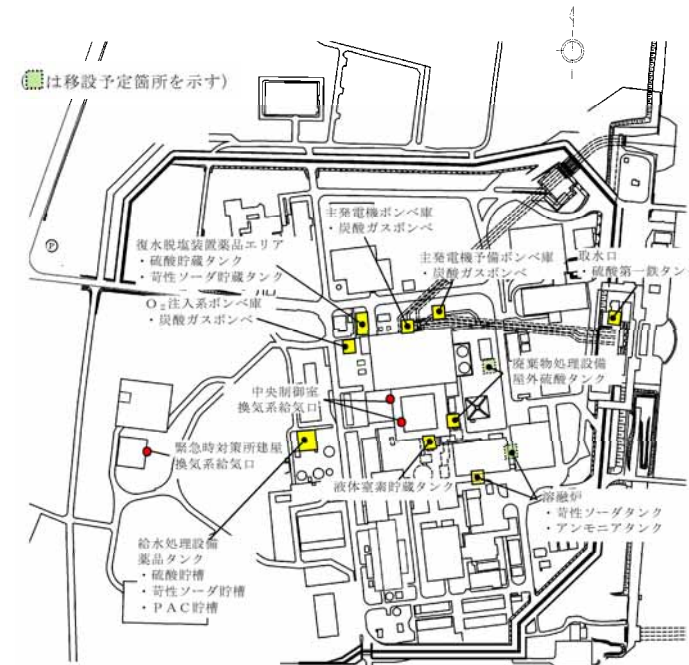 (は移設予定箇所を示す)
主発電機ボンベ庫
・炭酸ガスボンベ
復水脱塩装置薬品エリア
・硫酸貯蔵タンク
・苛性ソーダ貯蔵タンク
主発電機予備ボンベ庫
・炭酸ガスボンベ
取水口
・硫酸第一鉄タンク
O₂注入系ボンベ庫
・炭酸ガスボンベ
P
廃棄物処理設備
屋外硫酸タンク
中央制御室
換気系給気口
緊急時対策所建屋
換気系給気口
液体窒素貯蔵タンク
溶融炉
・苛性ソーダタンク
・アンモニアタンク
給水処理設備
薬品タンク
・硫酸貯槽
・苛性ソーダ貯槽
・PAC貯槽